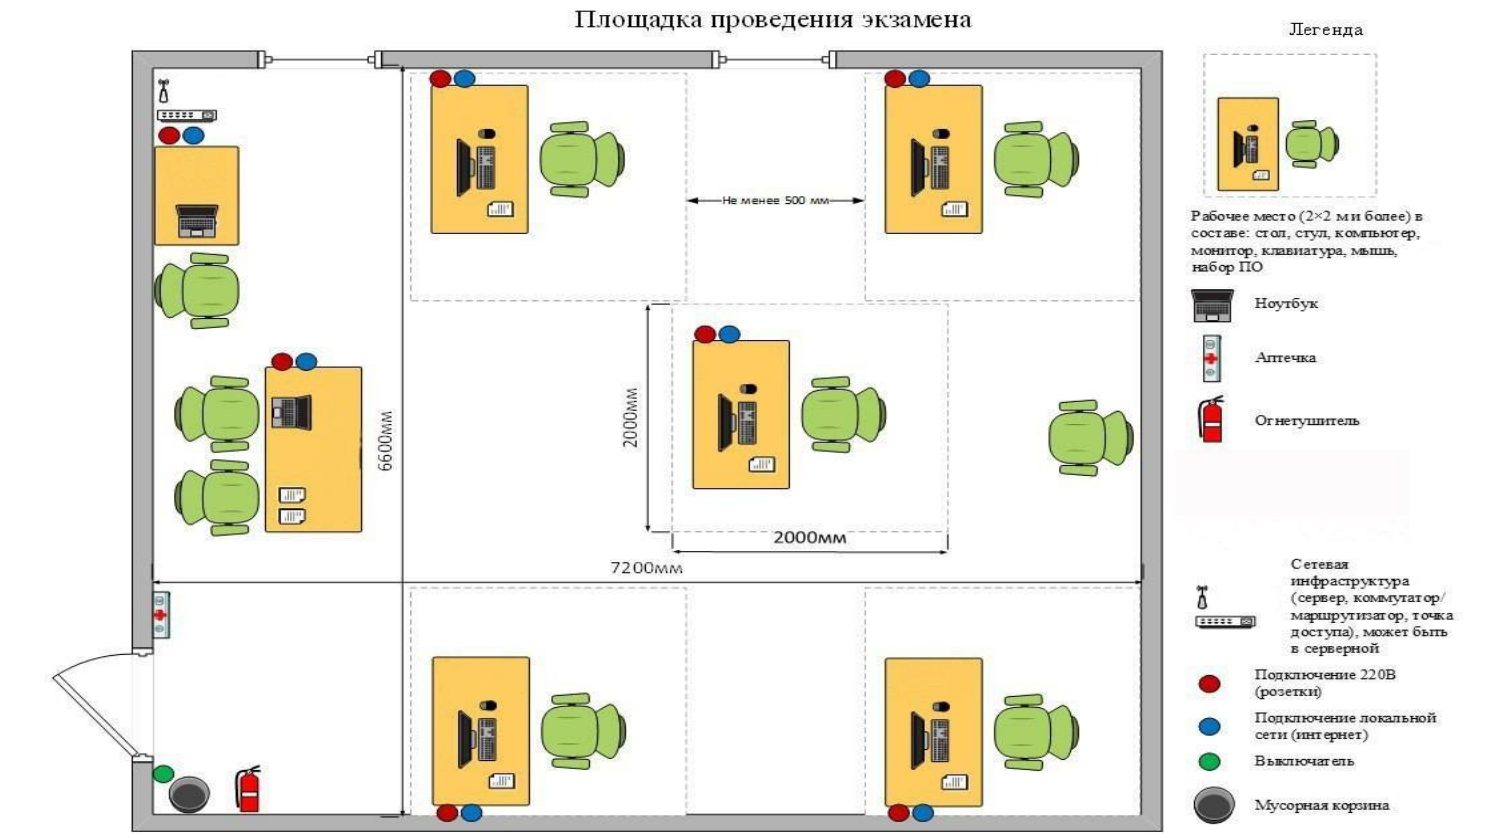 Площадка проведения экзамена
Легенда
Не менее 500 мм
Рабочее место (2×2 м и более) в
составе: стол, стул, компьютер,
монитор, клавиатура, мышь,
набор ПО
Ноутбук
Аптечка
Огнетушитель
6600мм
2000мм
2000мм
7200мм
Сетевая
инфраструктура
(сервер, коммутатор/
маршрутизатор, точка
доступа), может быть
в серверной
Подключение 220В
(розетки)
Подключение локальной
сети (интернет)
Выключатель
Мусорная корзина